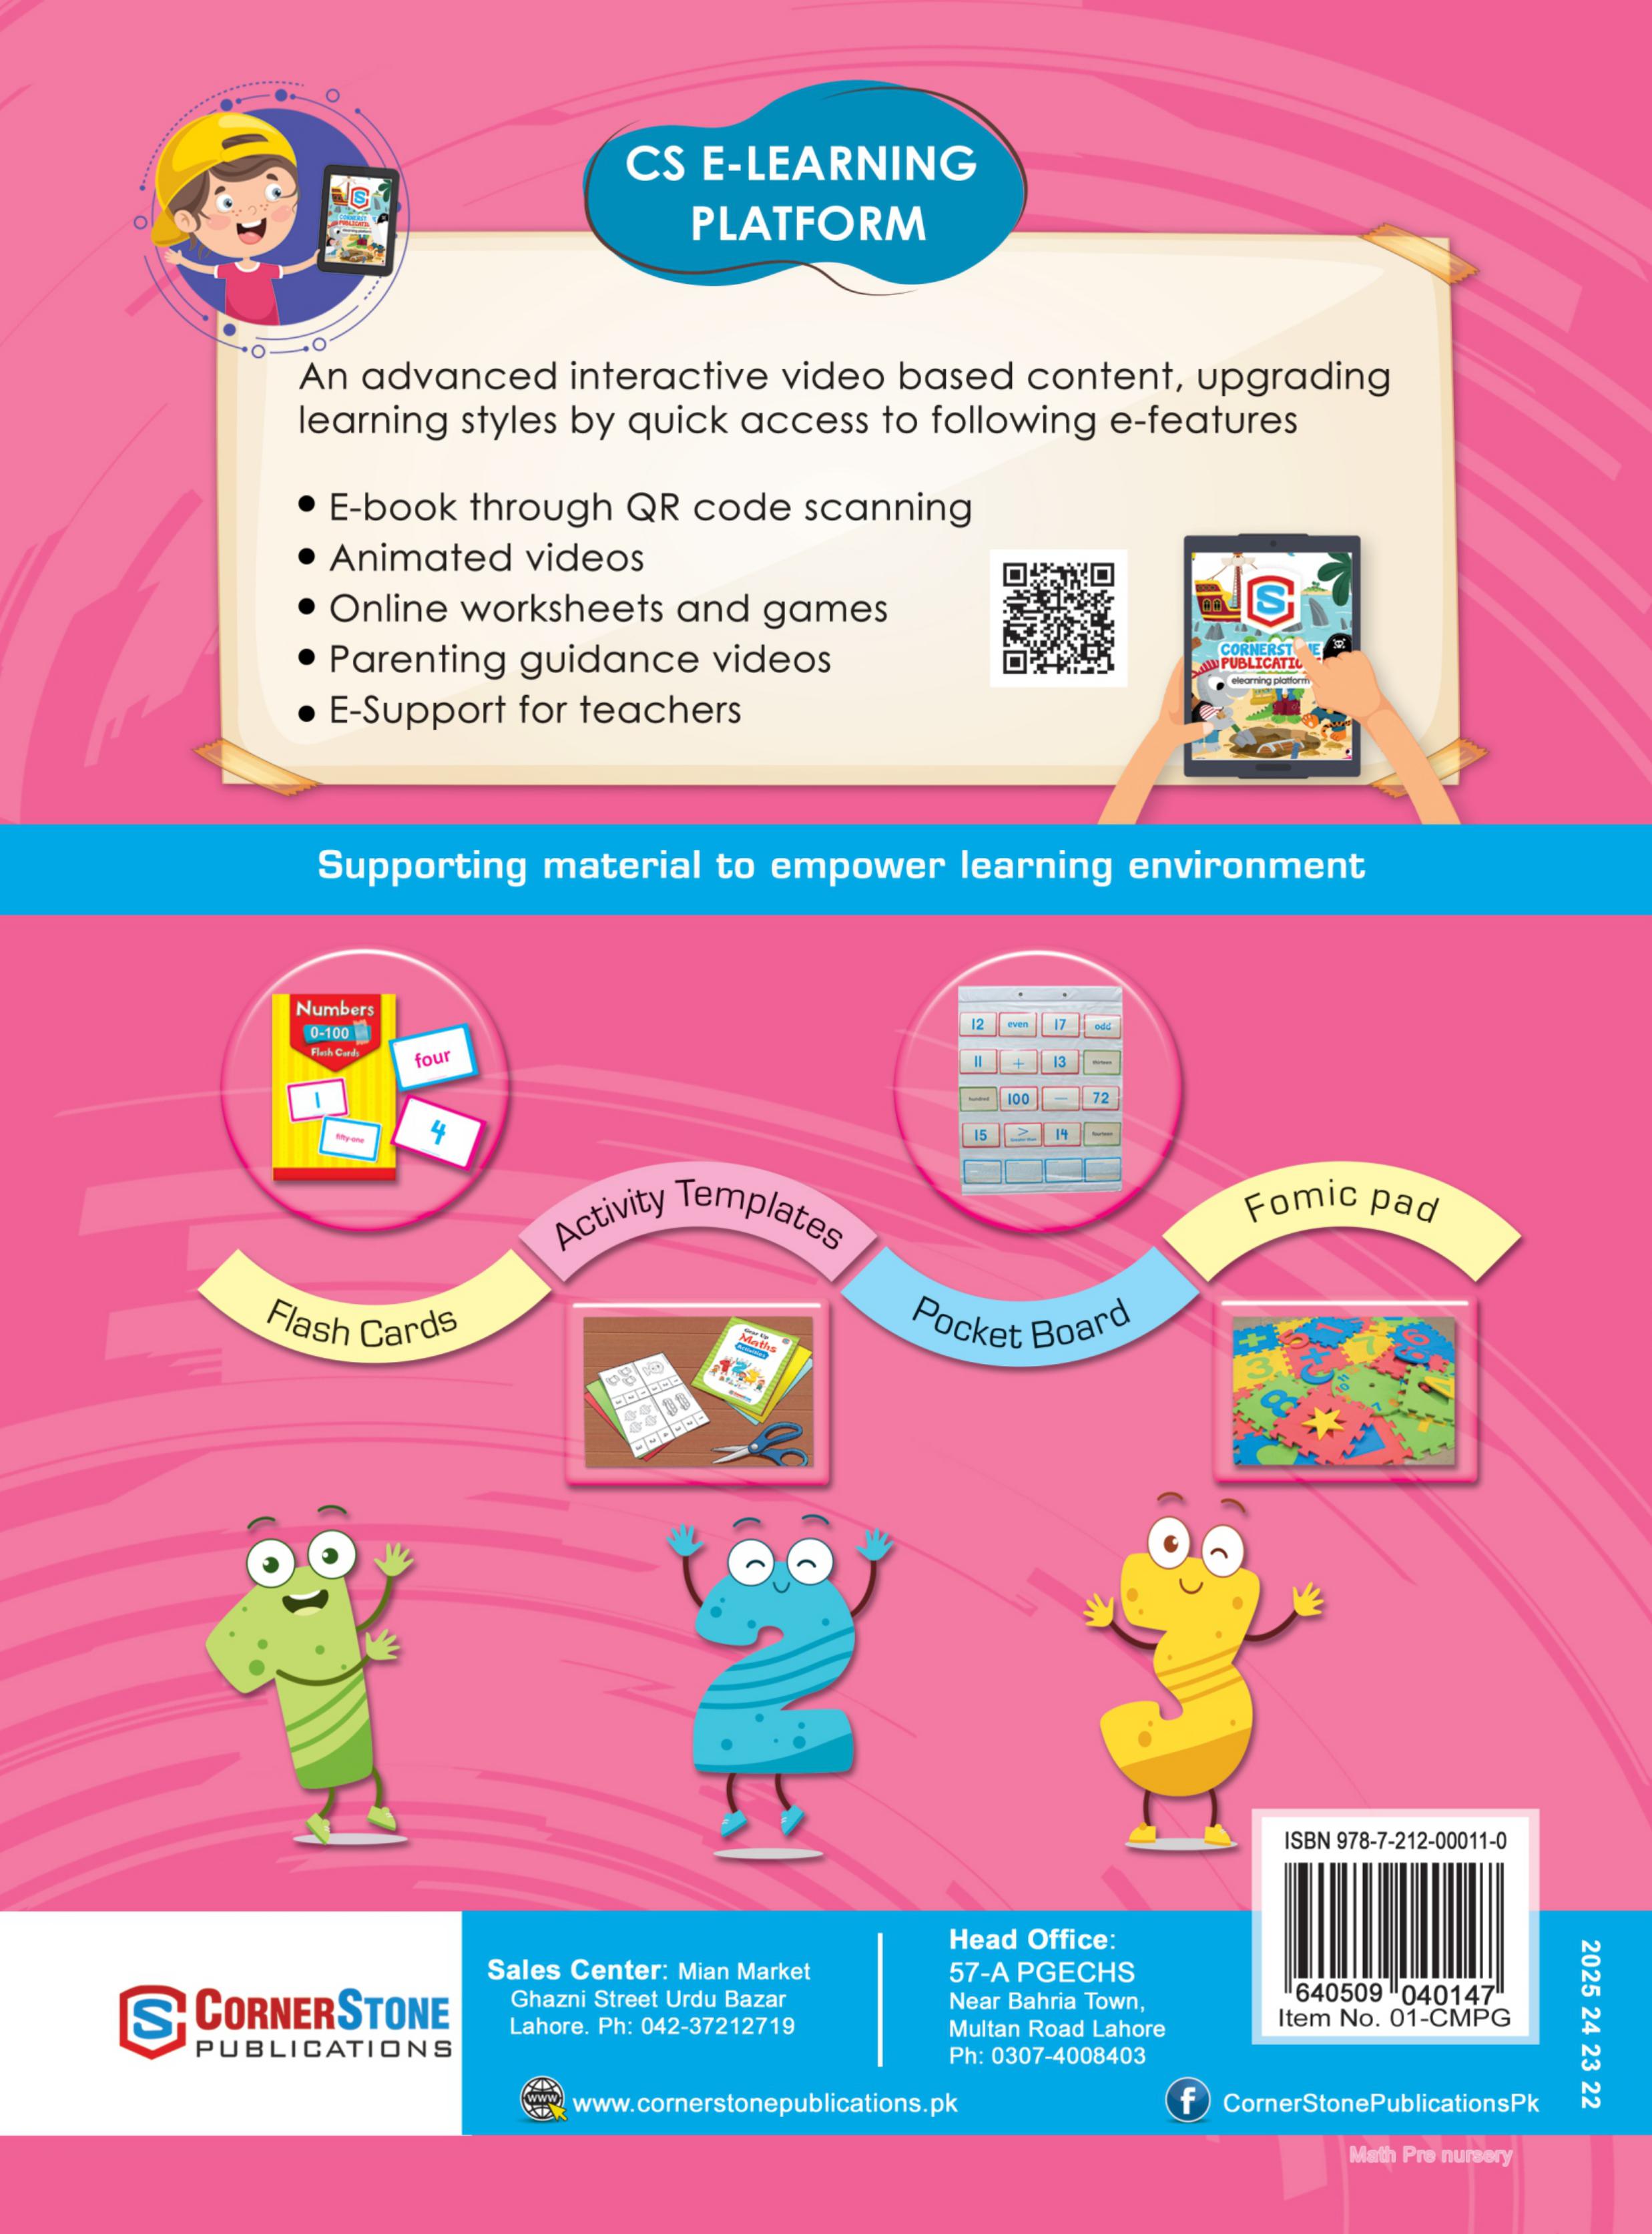 CS E-LEARNING
PLATFORM
An advanced interactive video based content, upgrading
learning styles by quick access to following e-features
• E-book through QR code scanning
• Animated videos
• Online worksheets and games
• Parenting guidance videos
• E-Support for teachers
elearning platform
Supporting material to empower learning environment
Numbers
0-100
Flash Cards
four
1
fifty-one
4
12 even 17 odd
11 + 13 thirteen
hundred 100 — 72
15 > 14 fourteen
Flash Cards
Activity Templates
Pocket Board
Fomic pad
Gear Up
Maths
Activities
ISBN 978-7-212-00011-0
640509 040147
Item No. 01-CMPG
2025 24 23 22
CORNERSTONE
PUBLICATIONS
Sales Center: Mian Market
Ghazni Street Urdu Bazar
Lahore. Ph: 042-37212719
Head Office:
57-A PGECHS
Near Bahria Town,
Multan Road Lahore
Ph: 0307-4008403
www
www.cornerstonepublications.pk
f CornerStonePublicationsPk
Math Pre nursery